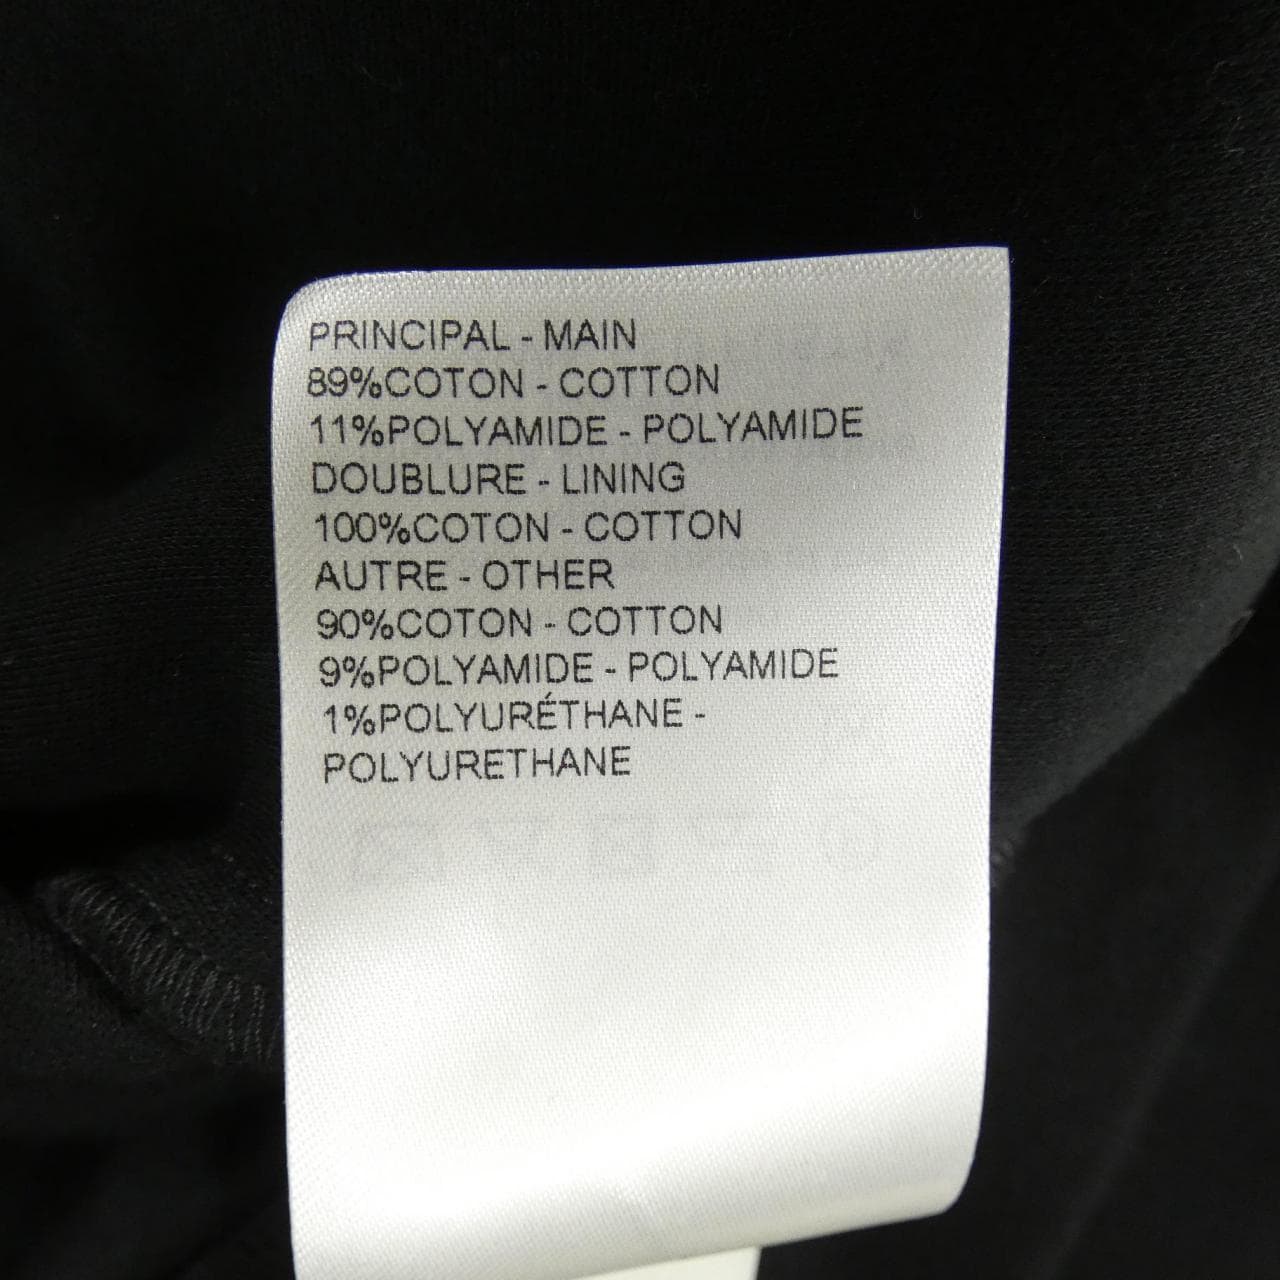 PRINCIPAL - MAIN
89%COTON - COTTON
11%POLYAMIDE - POLYAMIDE
DOUBLURE - LINING
100%COTON - COTTON
AUTRE - OTHER
90%COTON - COTTON
9%POLYAMIDE - POLYAMIDE
1%POLYURÉTHANE -
POLYURETHANE